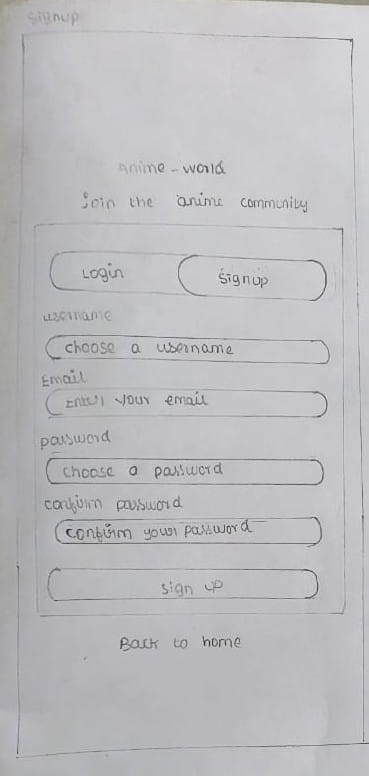 signup
anime-world
Join the anime community
Login signup
username
choose a username
Email
Enter your email
password
choose a password
confirm password
confirm your password
sign up
Back to home